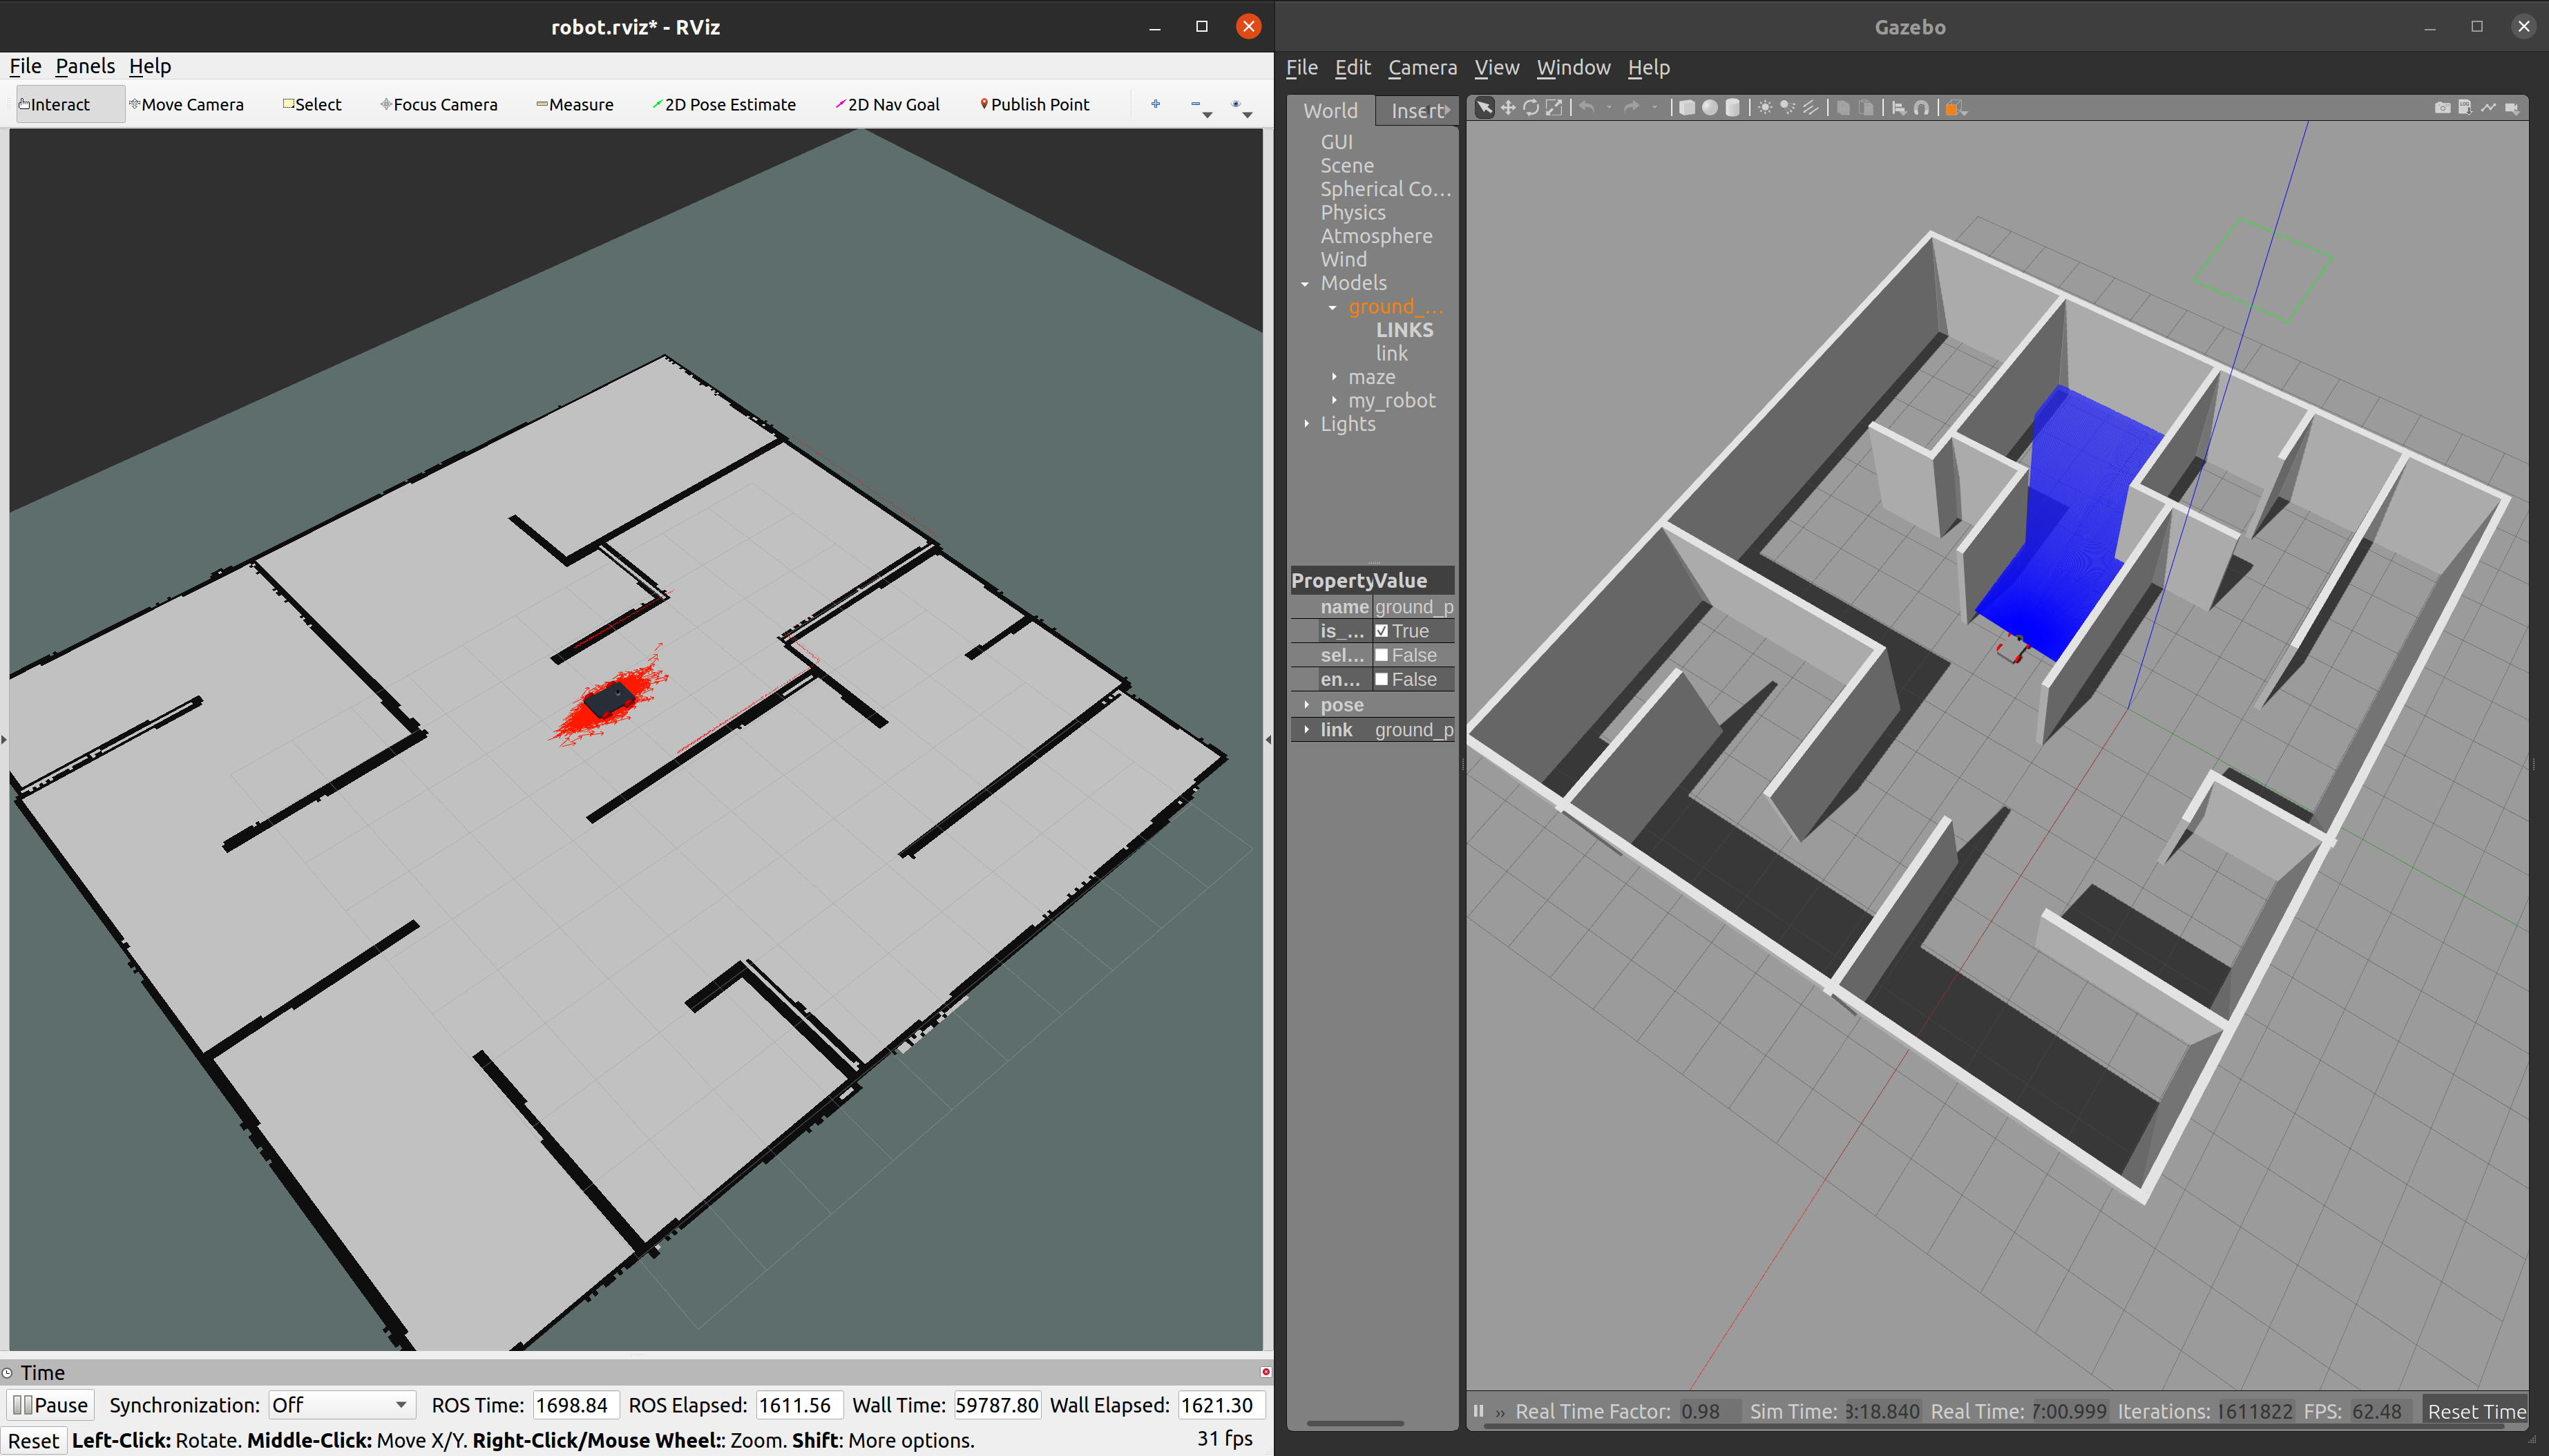 robot.rviz* - RViz
File Panels Help
Interact Move Camera Select Focus Camera Measure 2D Pose Estimate 2D Nav Goal Publish Point
Time
Pause Synchronization: Off ROS Time: 1698.84 ROS Elapsed: 1611.56 Wall Time: 59787.80 Wall Elapsed: 1621.30
Reset Left-Click: Rotate. Middle-Click: Move X/Y. Right-Click/Mouse Wheel:: Zoom. Shift: More options. 31 fps
Gazebo
File Edit Camera View Window Help
World Insert
GUI
Scene
Spherical Co...
Physics
Atmosphere
Wind
Models
ground_...
LINKS
link
maze
my_robot
Lights
Property Value
name ground_p
is_... True
sel... False
en... False
pose
link ground_p
Real Time Factor: 0.98 Sim Time: 3:18.840 Real Time: 7:00.999 Iterations: 1611822 FPS: 62.48 Reset Time